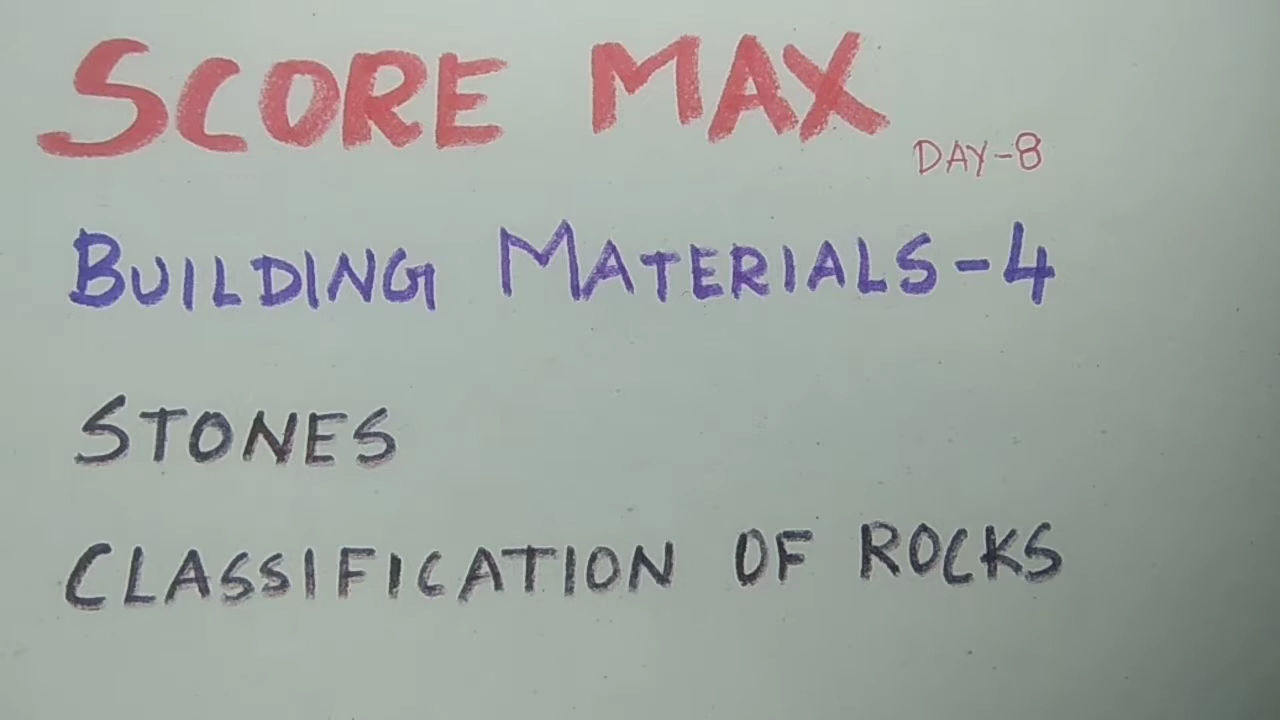 SCORE MAX
DAY-8
BUILDING MATERIALS-4
STONES
CLASSIFICATION OF ROCKS